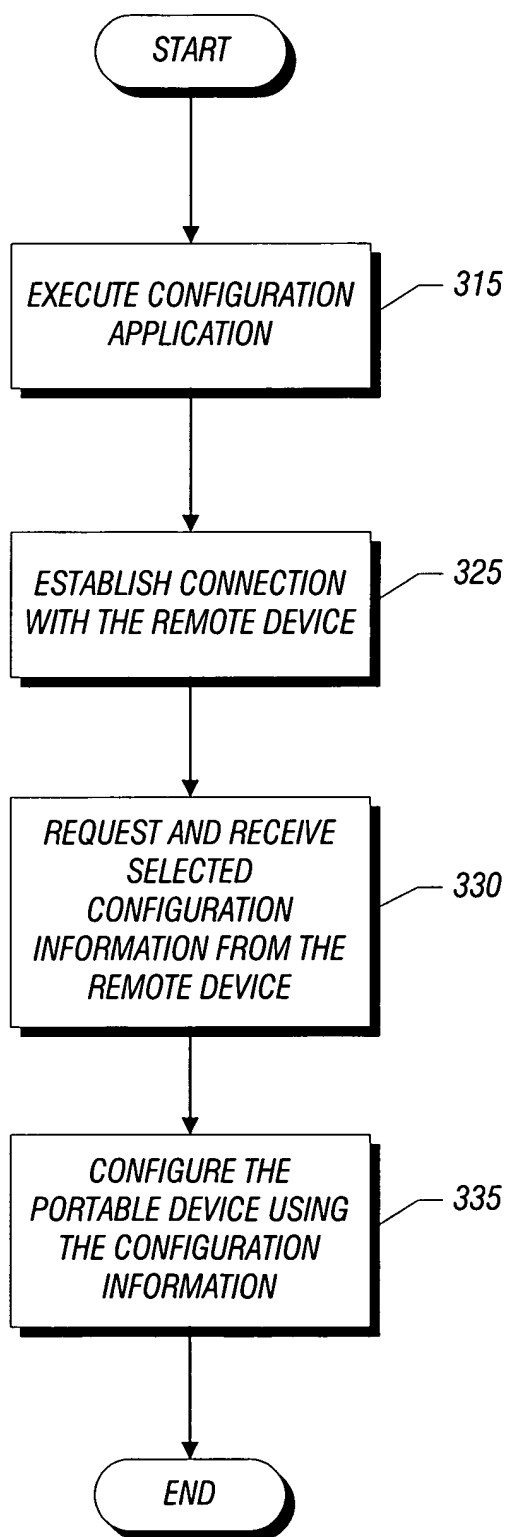 START
EXECUTE CONFIGURATION
APPLICATION
315
ESTABLISH CONNECTION
WITH THE REMOTE DEVICE
325
REQUEST AND RECEIVE
SELECTED
CONFIGURATION
INFORMATION FROM THE
REMOTE DEVICE
330
CONFIGURE THE
PORTABLE DEVICE USING
THE CONFIGURATION
INFORMATION
335
END